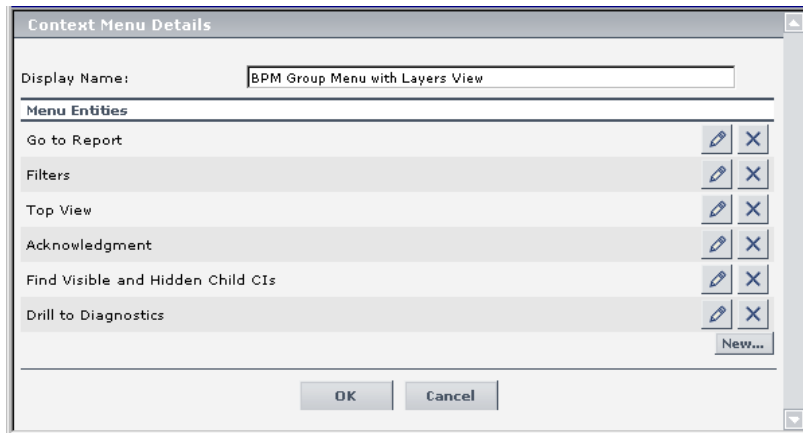 Context Menu Details
Display Name: BPM Group Menu with Layers View
Menu Entities
Go to Report
Filters
Top View
Acknowledgment
Find Visible and Hidden Child CIs
Drill to Diagnostics
New...
OK Cancel